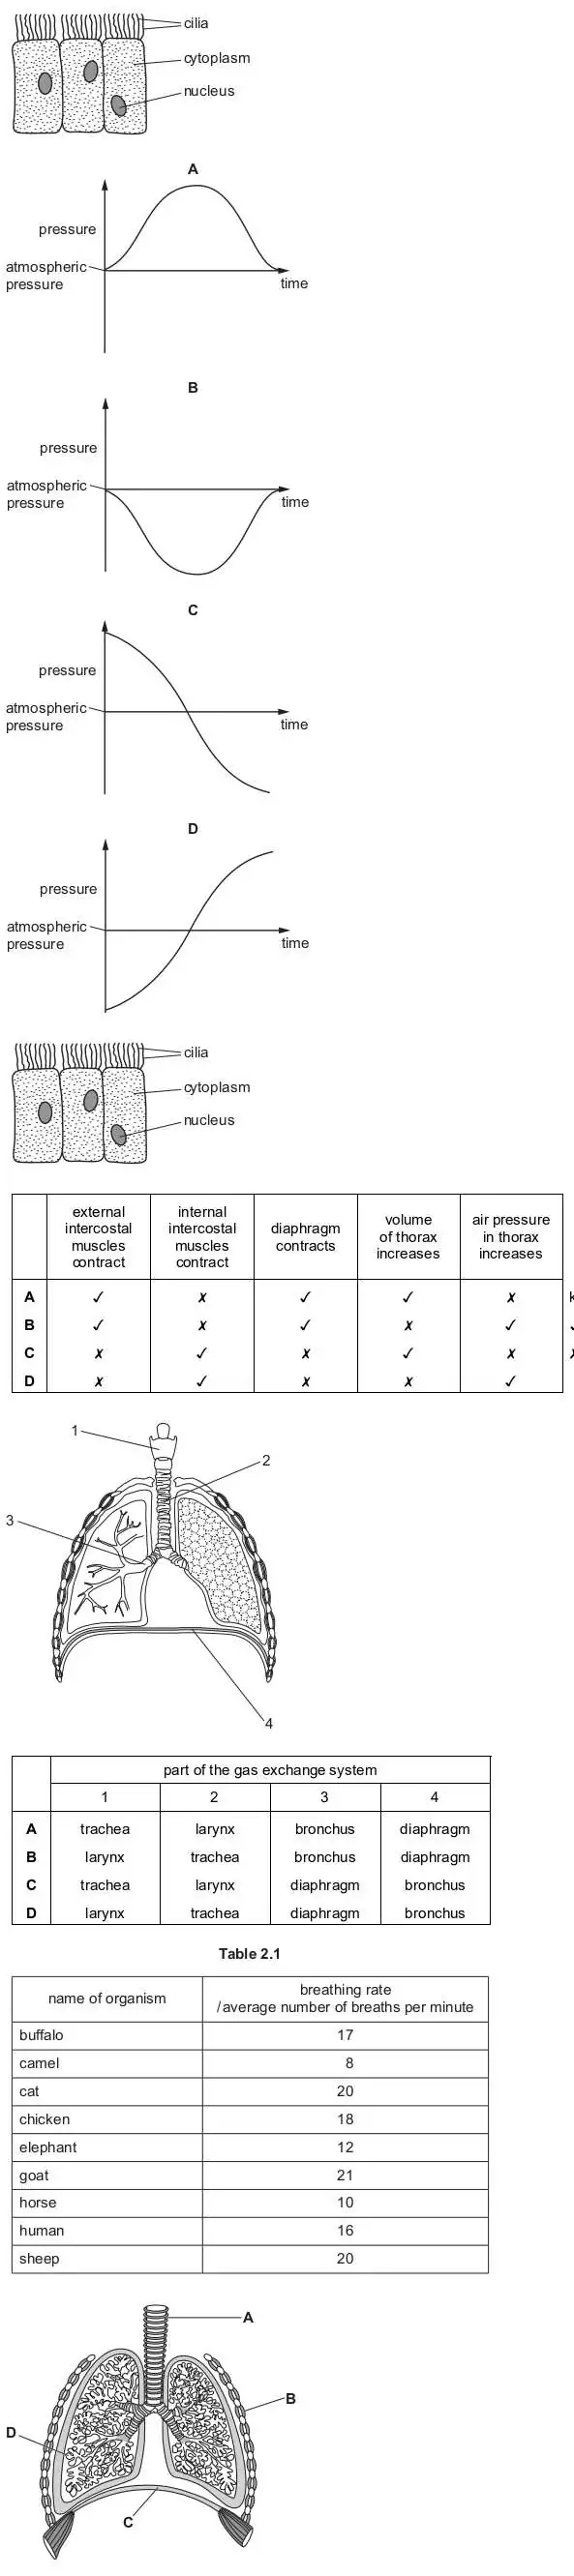 cilia
cytoplasm
nucleus
A
pressure
atmospheric
pressure
time
B
pressure
atmospheric
pressure
time
C
pressure
atmospheric
pressure
time
D
pressure
atmospheric
pressure
time
cilia
cytoplasm
nucleus
external intercostal muscles contract internal intercostal muscles contract diaphragm contracts volume of thorax increases air pressure in thorax increases
A ✓ ✗ ✓ ✓ ✗
B ✓ ✗ ✓ ✗ ✓
C ✗ ✓ ✗ ✓ ✗
D ✗ ✓ ✗ ✗ ✓
1
2
3
4
part of the gas exchange system
1 2 3 4
A trachea larynx bronchus diaphragm
B larynx trachea bronchus diaphragm
C trachea larynx diaphragm bronchus
D larynx trachea diaphragm bronchus
Table 2.1
name of organism breathing rate
/average number of breaths per minute
buffalo 17
camel 8
cat 20
chicken 18
elephant 12
goat 21
horse 10
human 16
sheep 20
A
B
D
C